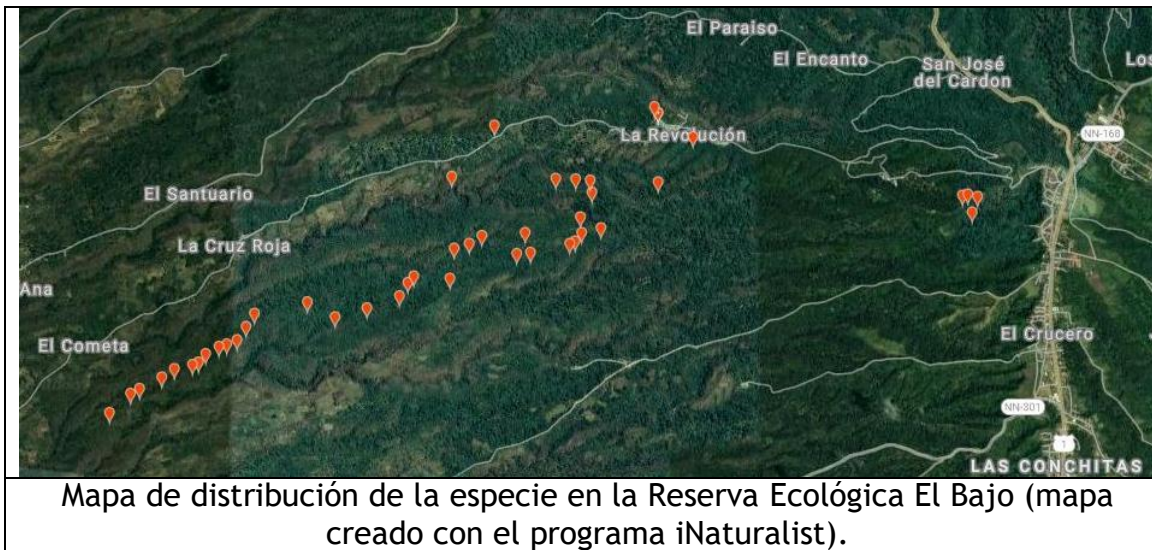 El Paraiso
El Encanto
San José
del Cardon
Los
NN-168
La Revolución
El Santuario
La Cruz Roja
Ana
El Cometa
El Crucero
NN-301
1
LAS CONCHITAS
Mapa de distribución de la especie en la Reserva Ecológica El Bajo (mapa
creado con el programa iNaturalist).